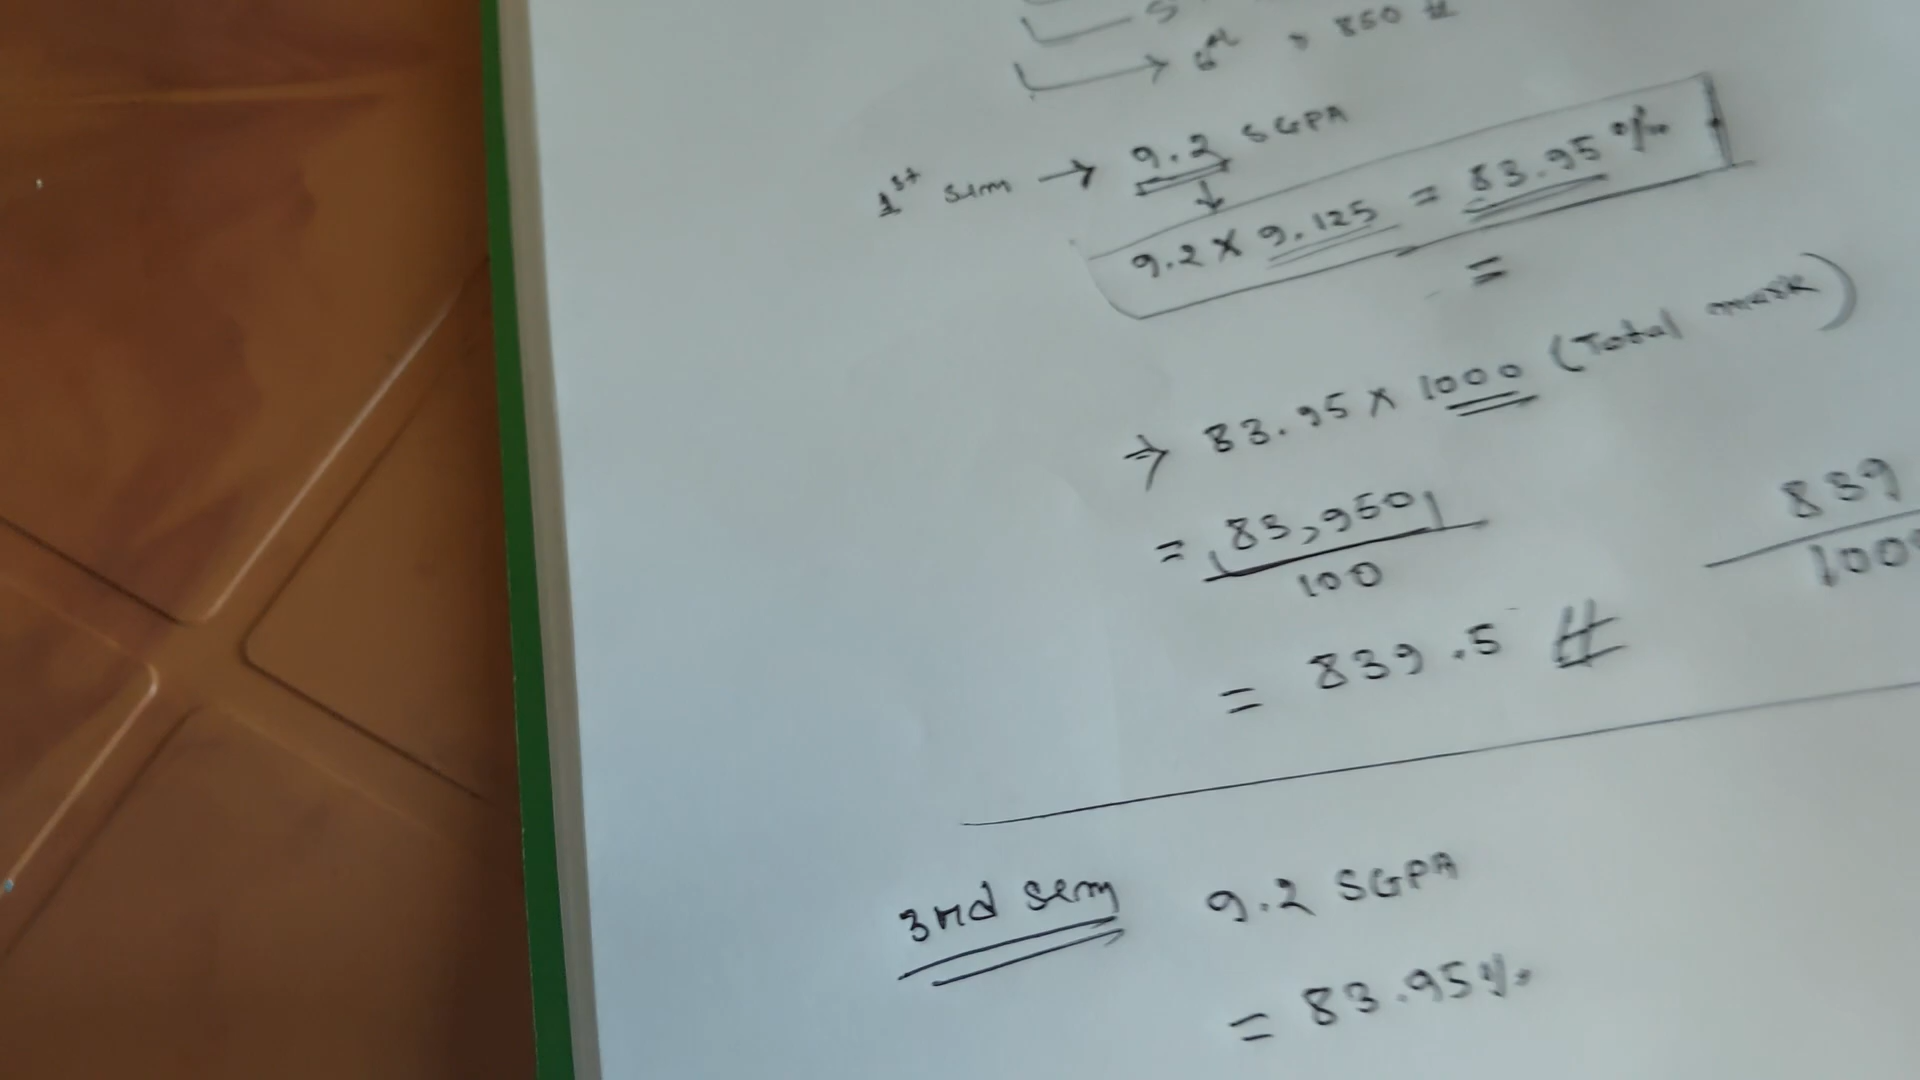 → 6th > 850 #
1st sem → 9.2 SGPA
↓
9.2 × 9.125 = 83.95 %
=
⇒ 83.95 × 1000 (Total mark)
= 83,950
100
= 839.5 #
839
100
3rd sem 9.2 SGPA
= 83.95%